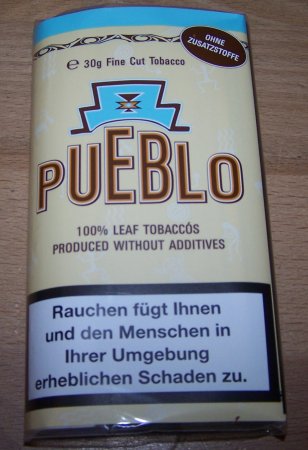 OHNE
ZUSATZSTOFFE
℮ 30g Fine Cut Tobacco
PUEBLO
100% LEAF TOBACCÓS
PRODUCED WITHOUT ADDITIVES
Rauchen fügt Ihnen
und den Menschen in
Ihrer Umgebung
erheblichen Schaden zu.